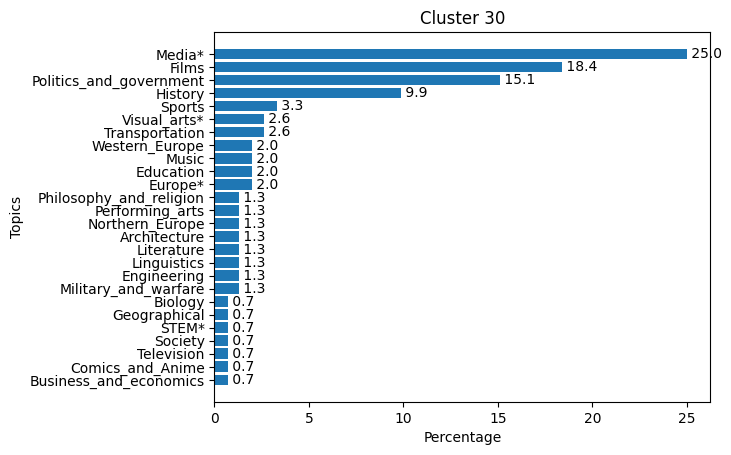 Cluster 30
Media* 25.0
Films 18.4
Politics_and_government 15.1
History 9.9
Sports 3.3
Visual_arts* 2.6
Transportation 2.6
Western_Europe 2.0
Music 2.0
Education 2.0
Europe* 2.0
Philosophy_and_religion 1.3
Performing_arts 1.3
Northern_Europe 1.3
Architecture 1.3
Literature 1.3
Linguistics 1.3
Engineering 1.3
Military_and_warfare 1.3
Biology 0.7
Geographical 0.7
STEM* 0.7
Society 0.7
Television 0.7
Comics_and_Anime 0.7
Business_and_economics 0.7
Topics
0 5 10 15 20 25
Percentage